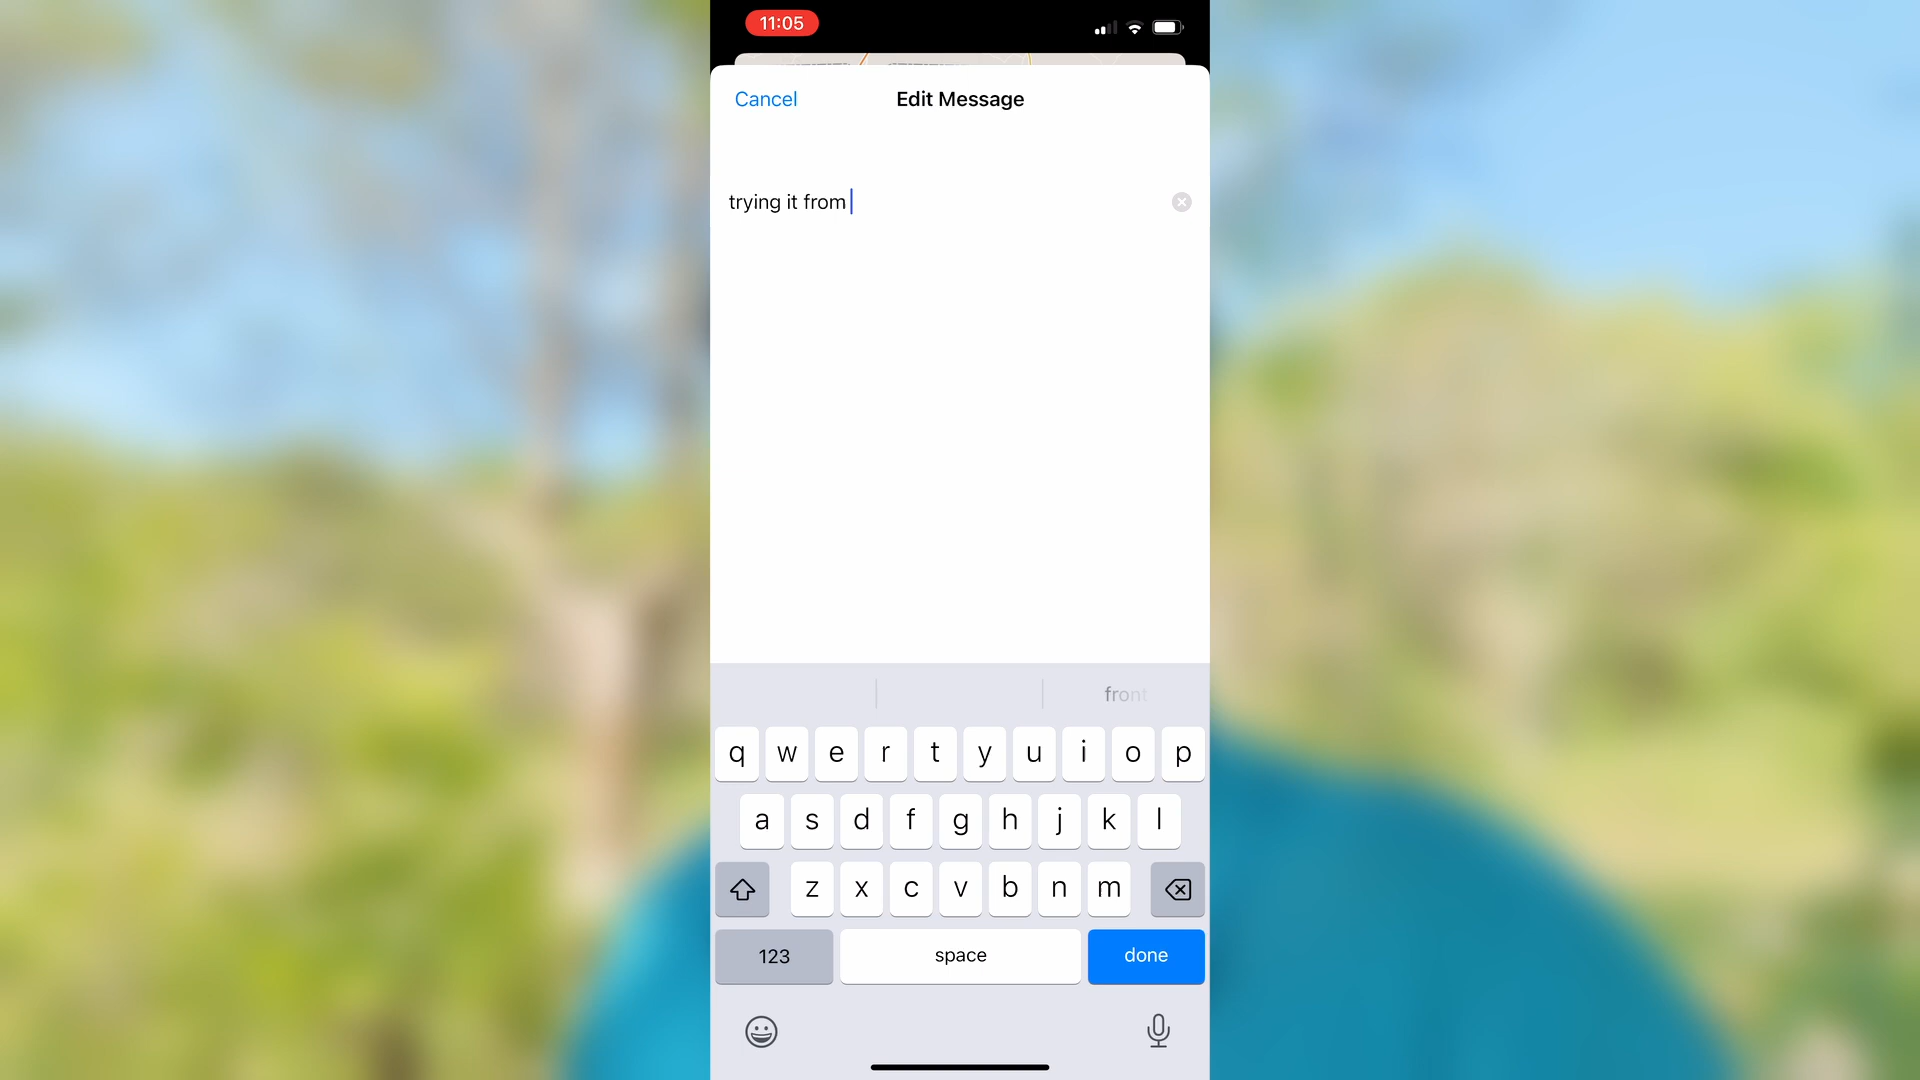 11:05
Cancel
Edit Message
trying it from
front
q w e r t y u i o p
a s d f g h j k l
z x c v b n m
123
space
done